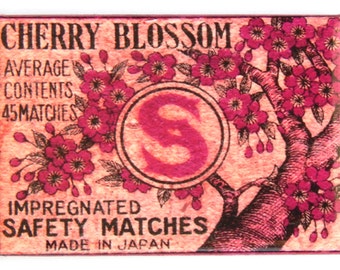 CHERRY BLOSSOM
AVERAGE
CONTENTS
45 MATCHES
S
IMPREGNATED
SAFETY MATCHES
MADE IN JAPAN